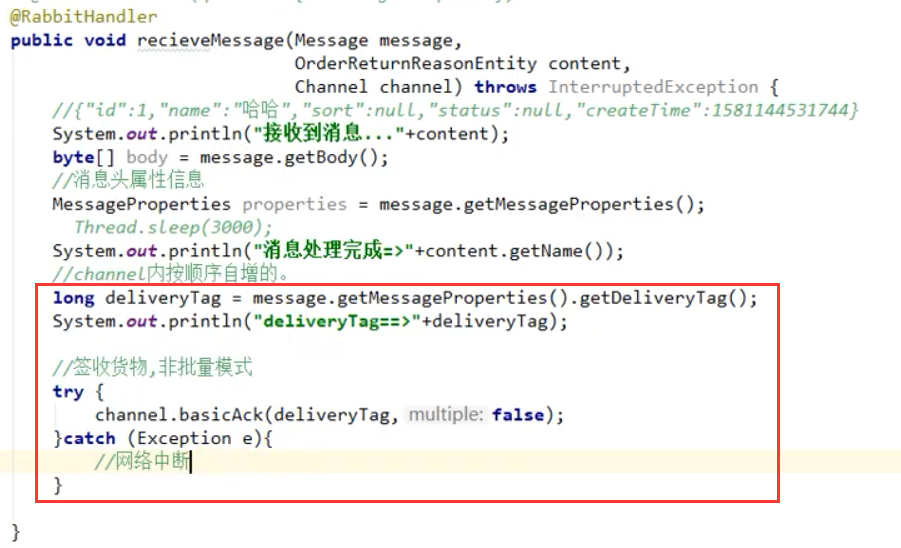 @RabbitHandler
public void recieveMessage(Message message,
OrderReturnReasonEntity content,
Channel channel) throws InterruptedException {
//{"id":1,"name":"哈哈","sort":null,"status":null,"createTime":1581144531744}
System.out.println("接收到消息..."+content);
byte[] body = message.getBody();
//消息头属性信息
MessageProperties properties = message.getMessageProperties();
Thread.sleep(3000);
System.out.println("消息处理完成=>"+content.getName());
//channel内按顺序自增的。
long deliveryTag = message.getMessageProperties().getDeliveryTag();
System.out.println("deliveryTag==>"+deliveryTag);
//签收货物,非批量模式
try {
channel.basicAck(deliveryTag, multiple: false);
}catch (Exception e){
//网络中断
}
}